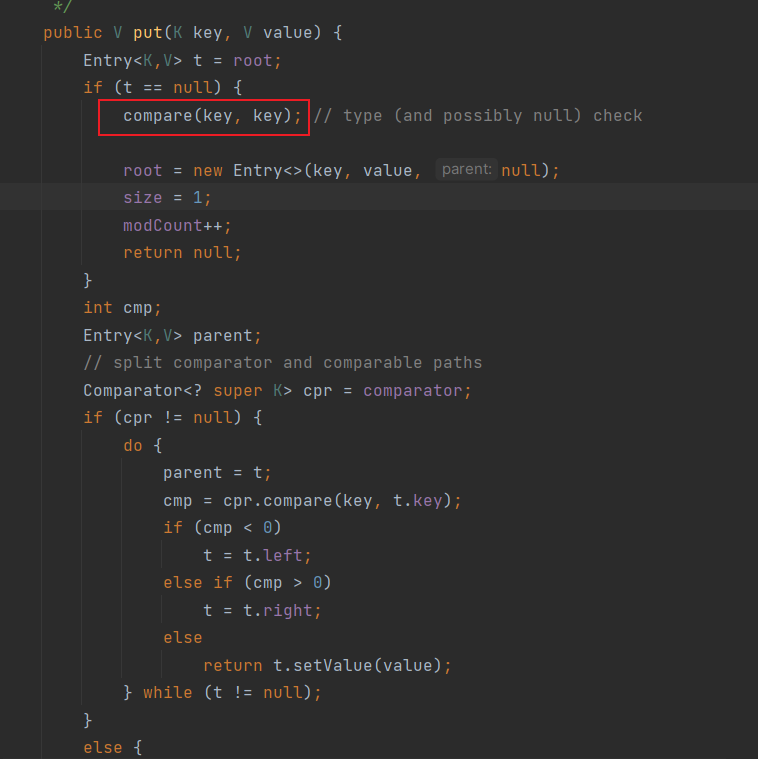 */
public V put(K key, V value) {
Entry<K,V> t = root;
if (t == null) {
compare(key, key); // type (and possibly null) check
root = new Entry<>(key, value, parent: null);
size = 1;
modCount++;
return null;
}
int cmp;
Entry<K,V> parent;
// split comparator and comparable paths
Comparator<? super K> cpr = comparator;
if (cpr != null) {
do {
parent = t;
cmp = cpr.compare(key, t.key);
if (cmp < 0)
t = t.left;
else if (cmp > 0)
t = t.right;
else
return t.setValue(value);
} while (t != null);
}
else {